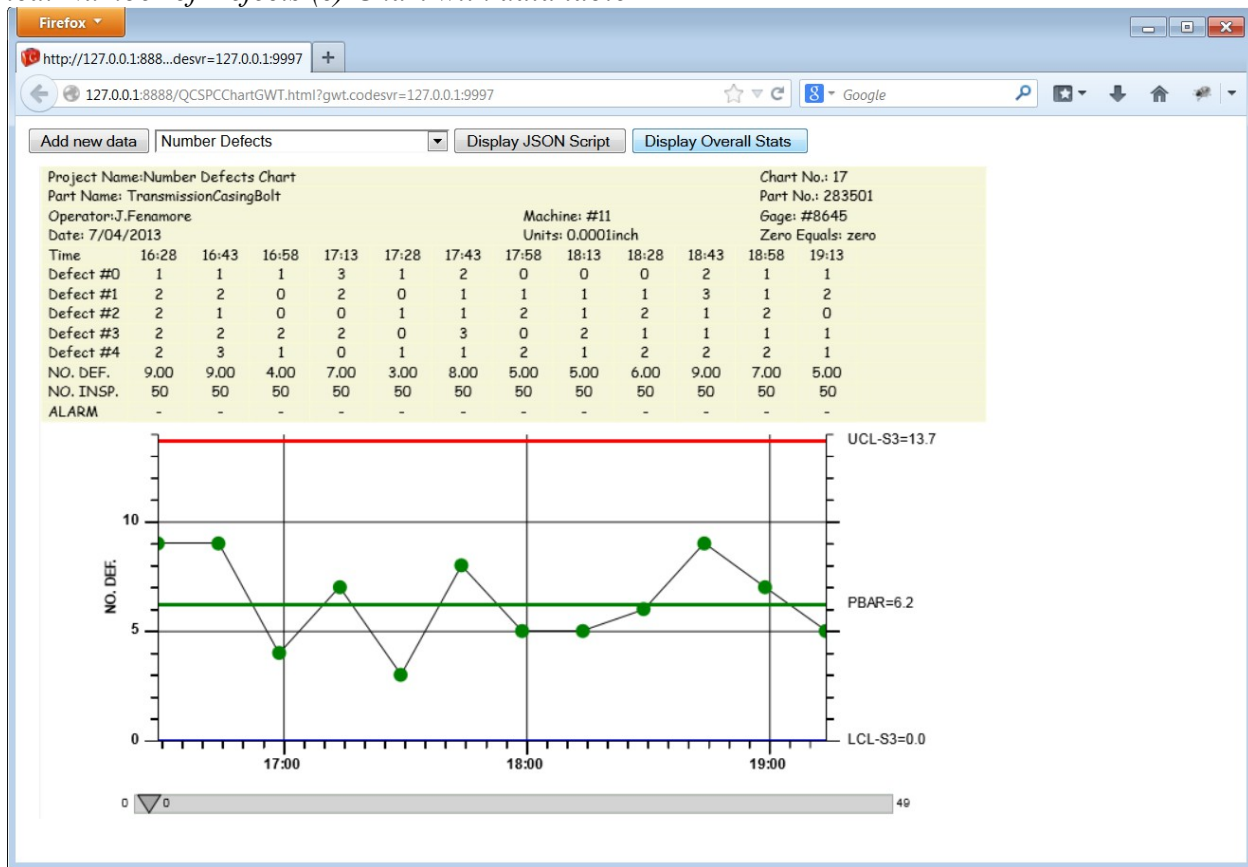 Number of Defects (c) Chart with data table
Firefox
http://127.0.0.1:888...desvr=127.0.0.1:9997 +
127.0.0.1:8888/QCSPCChartGWT.html?gwt.codesvr=127.0.0.1:9997 8 Google
Add new data Number Defects Display JSON Script Display Overall Stats
Project Name:Number Defects Chart Chart No.: 17
Part Name: TransmissionCasingBolt Part No.: 283501
Operator:J.Fenamore Machine: #11 Gage: #8645
Date: 7/04/2013 Units: 0.0001inch Zero Equals: zero
Time 16:28 16:43 16:58 17:13 17:28 17:43 17:58 18:13 18:28 18:43 18:58 19:13
Defect #0 1 1 1 3 1 2 0 0 0 2 1 1
Defect #1 2 2 0 2 0 1 1 1 1 3 1 2
Defect #2 2 1 0 0 1 1 2 1 2 1 2 0
Defect #3 2 2 2 2 0 3 0 2 1 1 1 1
Defect #4 2 3 1 0 1 1 2 1 2 2 2 1
NO. DEF. 9.00 9.00 4.00 7.00 3.00 8.00 5.00 5.00 6.00 9.00 7.00 5.00
NO. INSP. 50 50 50 50 50 50 50 50 50 50 50 50
ALARM - - - - - - - - - - - -
UCL-S3=13.7
10
NO. DEF.
PBAR=6.2
5
0
LCL-S3=0.0
17:00 18:00 19:00
0 0 49